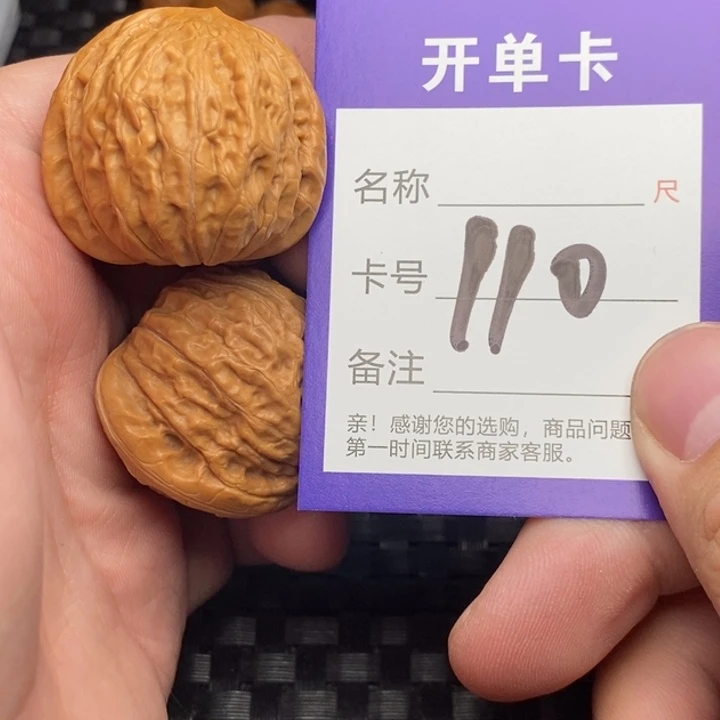 开单卡
名称 尺
卡号 110
备注
亲！感谢您的选购，商品问题
第一时间联系商家客服。